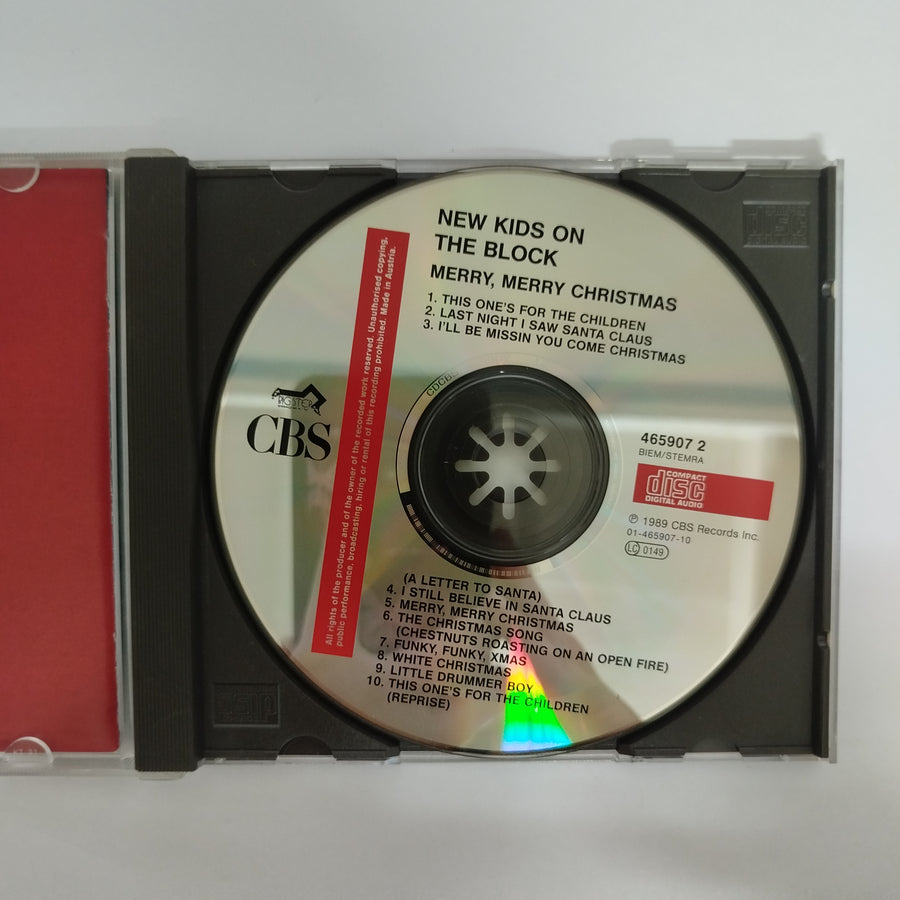 NEW KIDS ON
THE BLOCK
MERRY, MERRY CHRISTMAS
1. THIS ONE'S FOR THE CHILDREN
2. LAST NIGHT I SAW SANTA CLAUS
3. I'LL BE MISSIN YOU COME CHRISTMAS
All rights of the producer and of the owner of the recorded work reserved. Unauthorised copying,
public performance, broadcasting, hiring or rental of this recording prohibited. Made in Austria.
BIGSTEP
CBS
465907 2
BIEM/STEMRA
COMPACT
disc
DIGITAL AUDIO
℗ 1989 CBS Records Inc.
01-465907-10
LC 0149
(A LETTER TO SANTA)
4. I STILL BELIEVE IN SANTA CLAUS
5. MERRY, MERRY CHRISTMAS
6. THE CHRISTMAS SONG
(CHESTNUTS ROASTING ON AN OPEN FIRE)
7. FUNKY, FUNKY, XMAS
8. WHITE CHRISTMAS
9. LITTLE DRUMMER BOY
10. THIS ONE'S FOR THE CHILDREN
(REPRISE)
disc